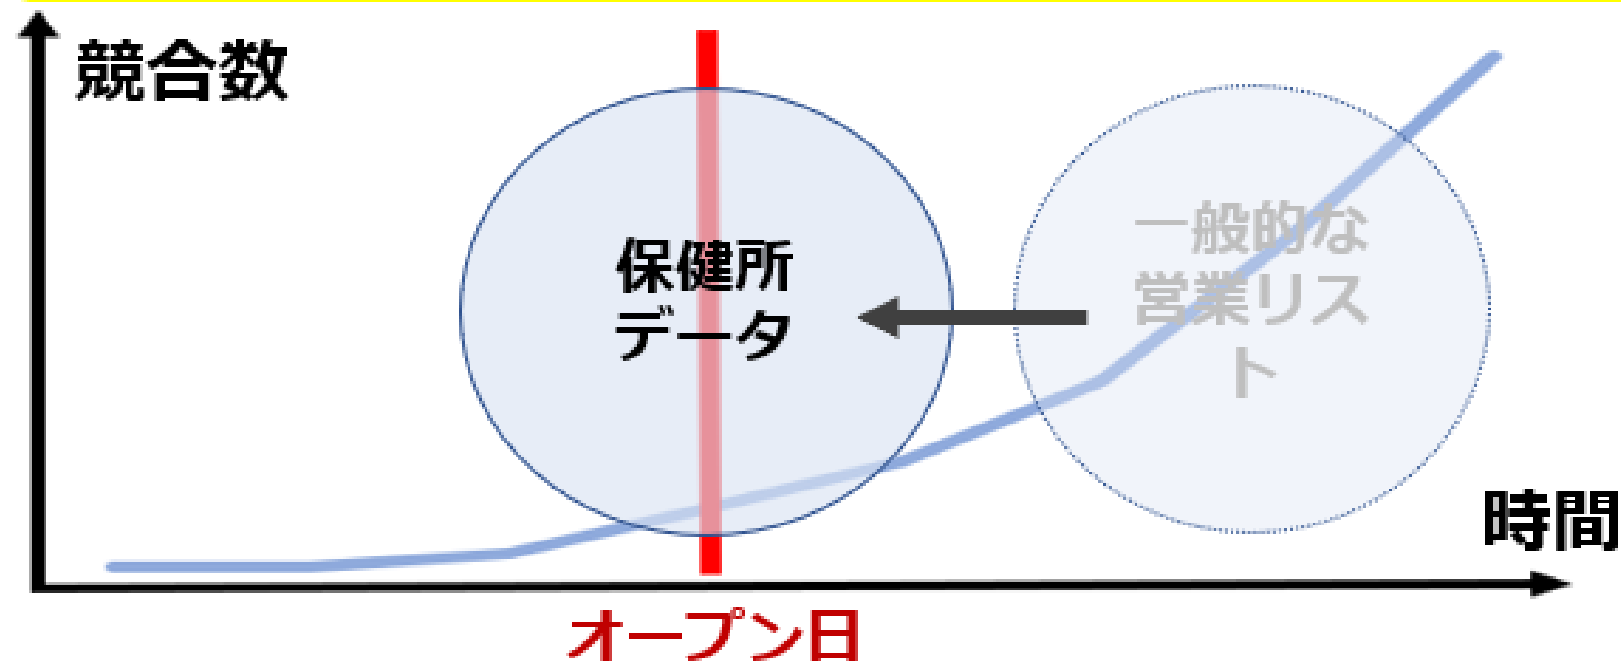 競合数
保健所
データ
一般的な
営業リス
ト
時間
オープン日